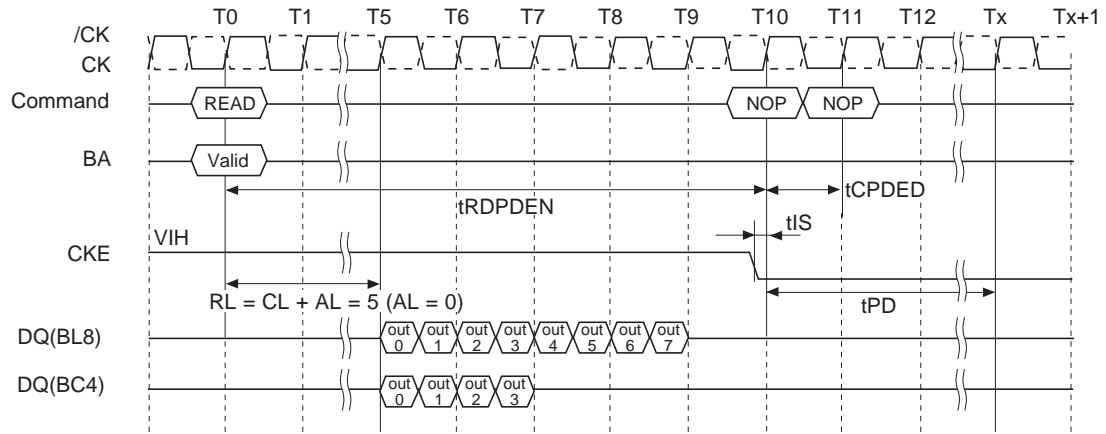 T0 T1 T5 T6 T7 T8 T9 T10 T11 T12 Tx Tx+1
/CK
CK
Command READ NOP NOP
BA Valid
tRDPDEN tCPDED
tIS
VIH
CKE
RL = CL + AL = 5 (AL = 0)
tPD
DQ(BL8) out 0 out 1 out 2 out 3 out 4 out 5 out 6 out 7
DQ(BC4) out 0 out 1 out 2 out 3